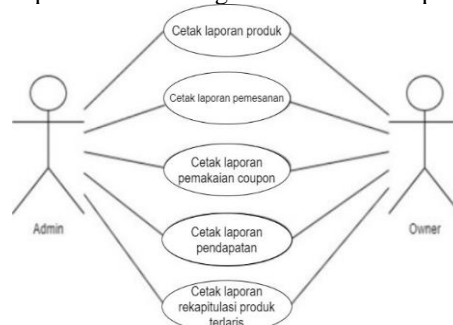 Cetak laporan produk
Cetak laporan pemesanan
Cetak laporan
pemakaian coupon
Admin
Owner
Cetak laporan
pendapatan
Cetak laporan
rekapitulasi produk
terlaris